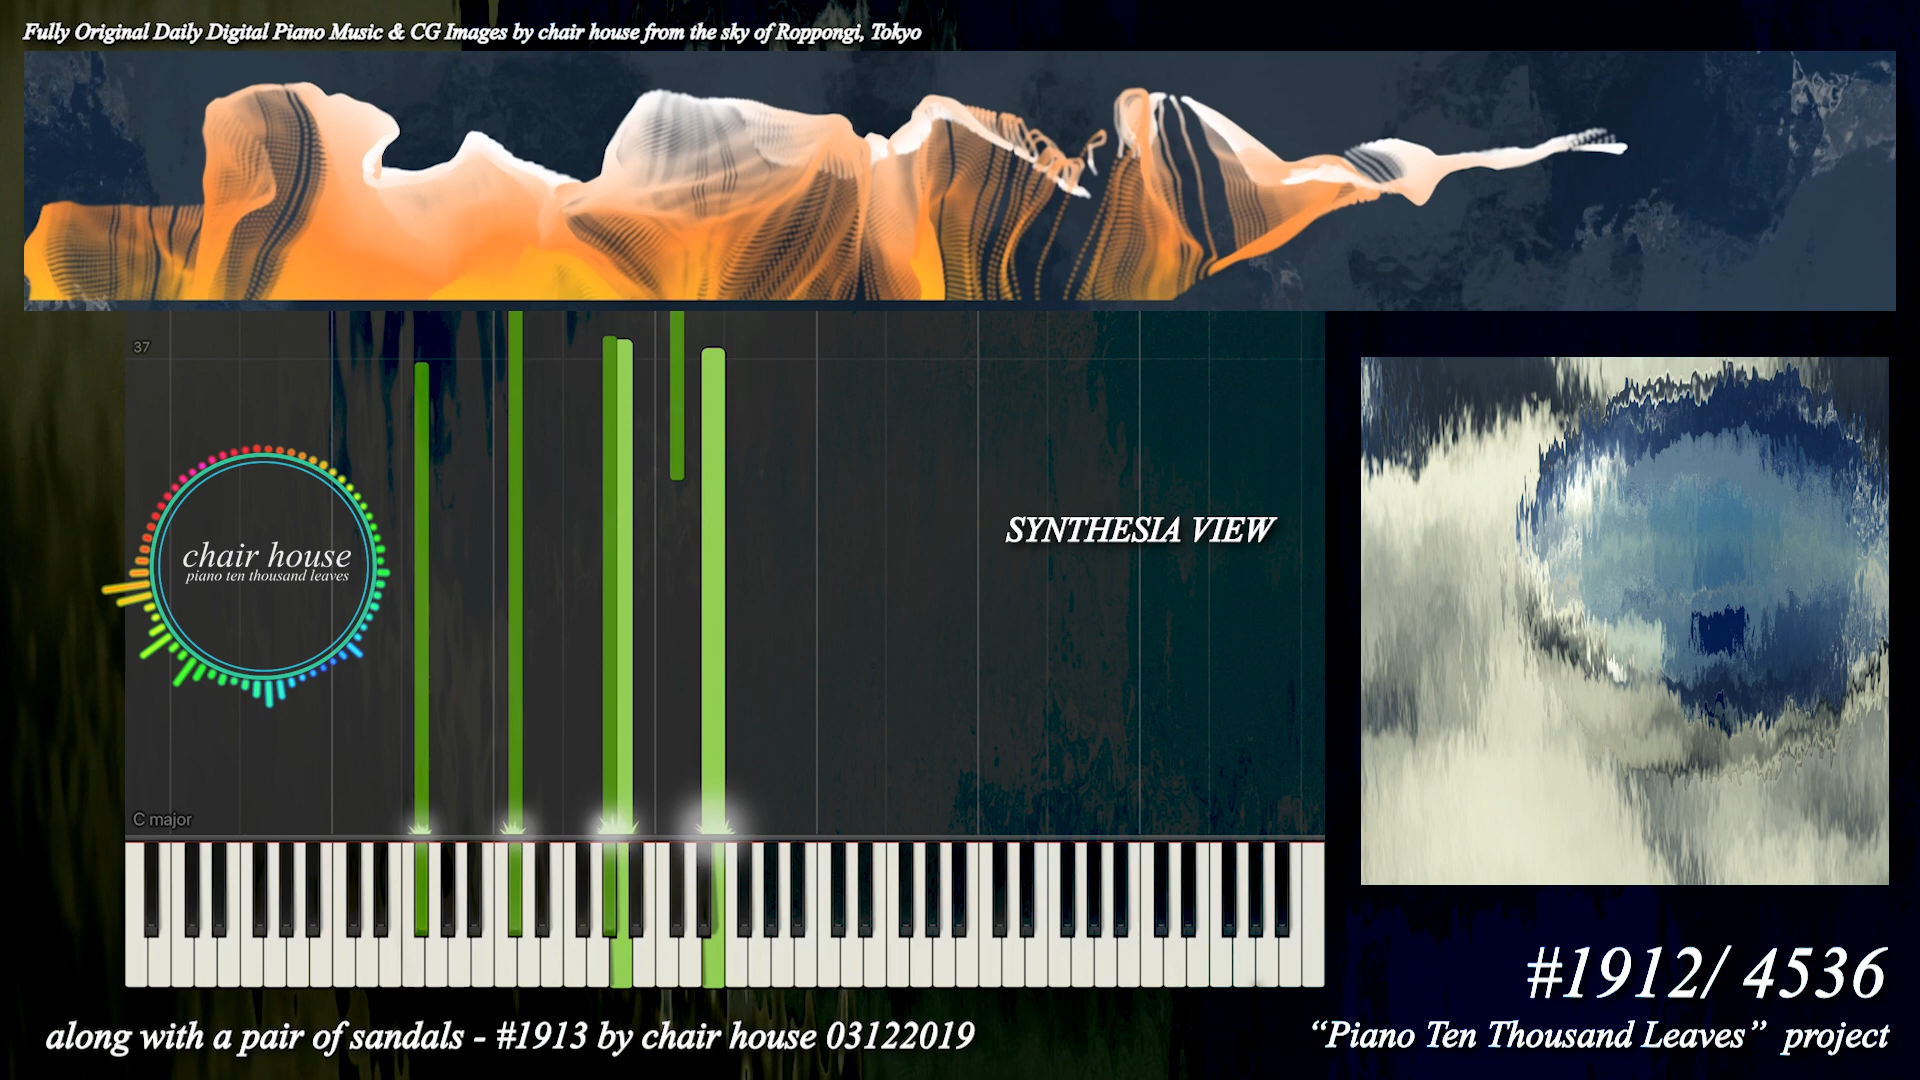 Fully Original Daily Digital Piano Music & CG Images by chair house from the sky of Roppongi, Tokyo
37
chair house
piano ten thousand leaves
SYNTHESIA VIEW
C major
#1912/ 4536
along with a pair of sandals - #1913 by chair house 03122019
“Piano Ten Thousand Leaves” project